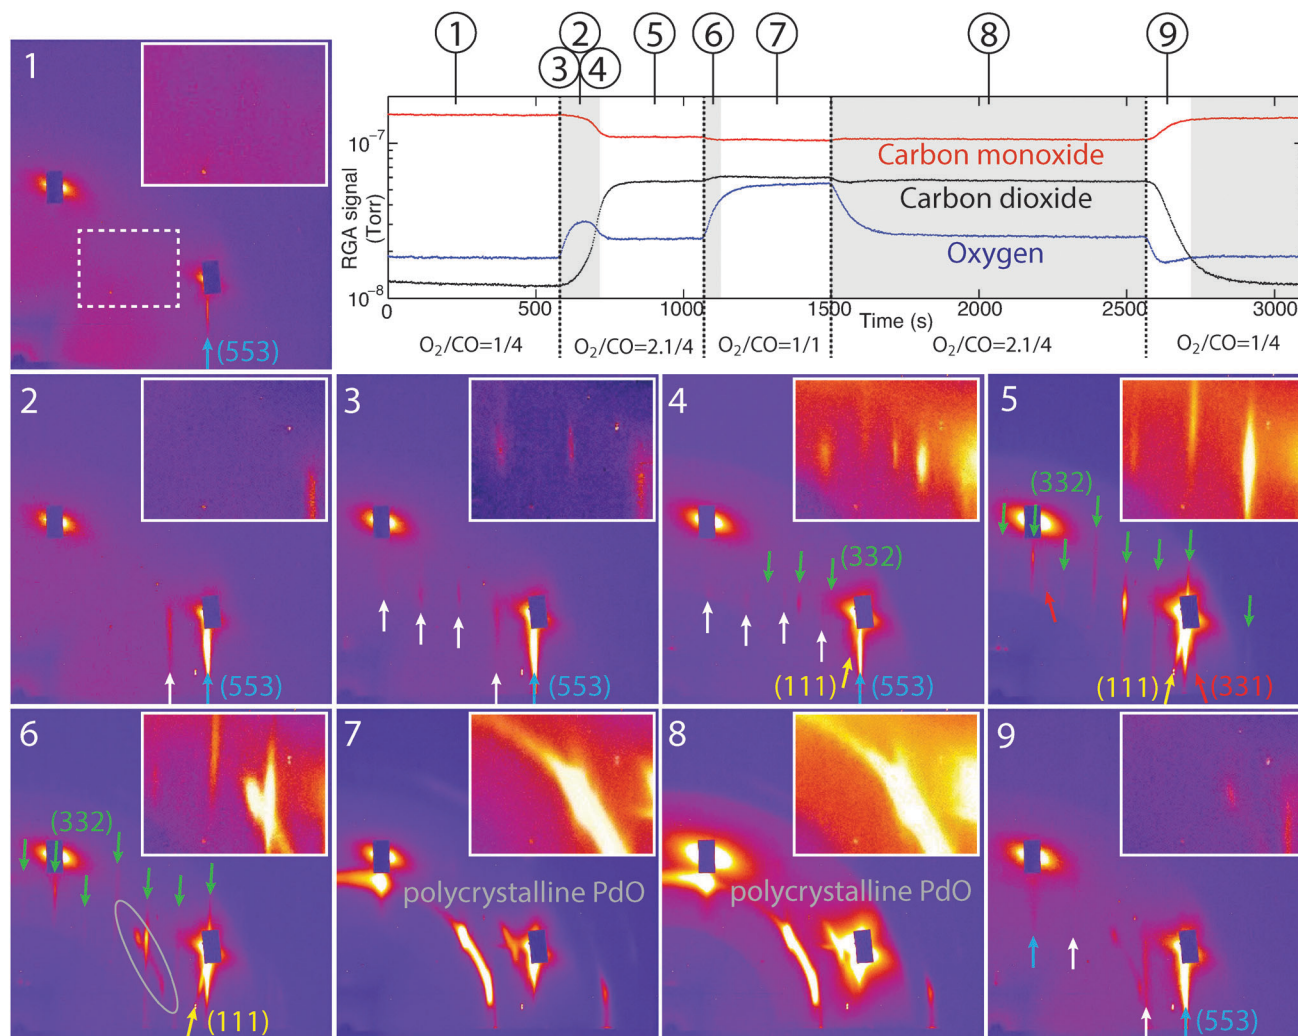 1 2 3 4 5 6 7 8 9
1
(553)
RGA signal
(Torr)
10⁻⁷
10⁻⁸
Carbon monoxide
Carbon dioxide
Oxygen
0 500 1000 1500 2000 2500 3000
Time (s)
O₂/CO=1/4 O₂/CO=2.1/4 O₂/CO=1/1 O₂/CO=2.1/4 O₂/CO=1/4
2
(553)
3
(553)
4
(332)
(111) (553)
5
(332)
(111) (331)
6
(332)
(111)
7
polycrystalline PdO
8
polycrystalline PdO
9
(553)